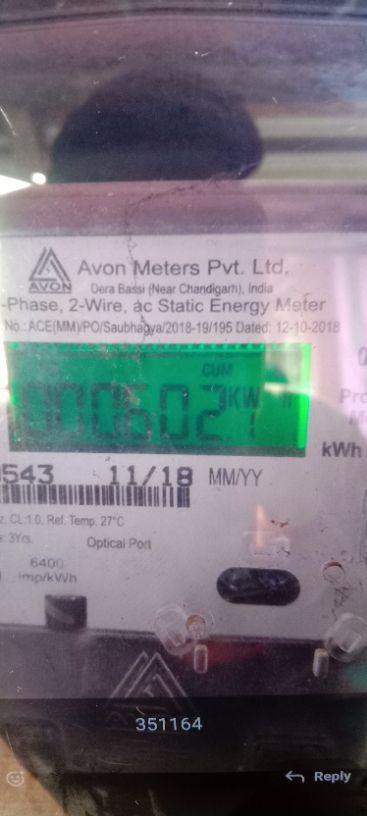 AVON
Avon Meters Pvt. Ltd.
Dera Bassi (Near Chandigarh), India
-Phase, 2-Wire, ac Static Energy Meter
No.: ACE(MM)/PO/Saubhagya/2018-19/195 Dated: 12-10-2018
CUM
KW
kWh
543 11/18 MM/YY
z, CL:1.0. Ref. Temp. 27°C
3Yrs. Optical Port
6400
imp/kWh
351164
Reply